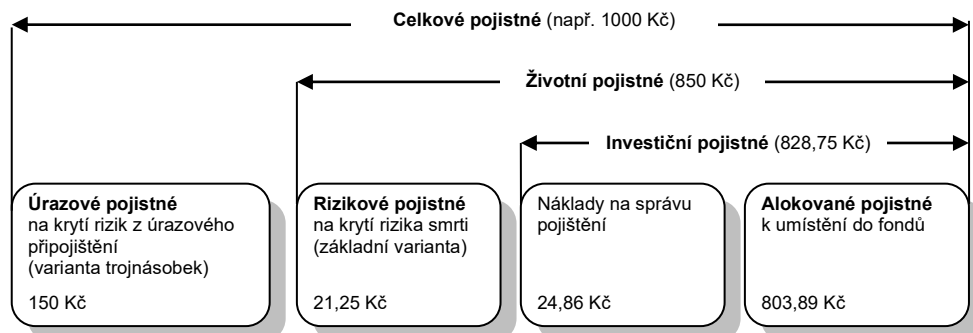 Celkové pojistné (např. 1000 Kč)
Životní pojistné (850 Kč)
Investiční pojistné (828,75 Kč)
Úrazové pojistné
na krytí rizik z úrazového
připojištění
(varianta trojnásobek)
150 Kč
Rizikové pojistné
na krytí rizika smrti
(základní varianta)
21,25 Kč
Náklady na správu
pojištění
24,86 Kč
Alokované pojistné
k umístění do fondů
803,89 Kč